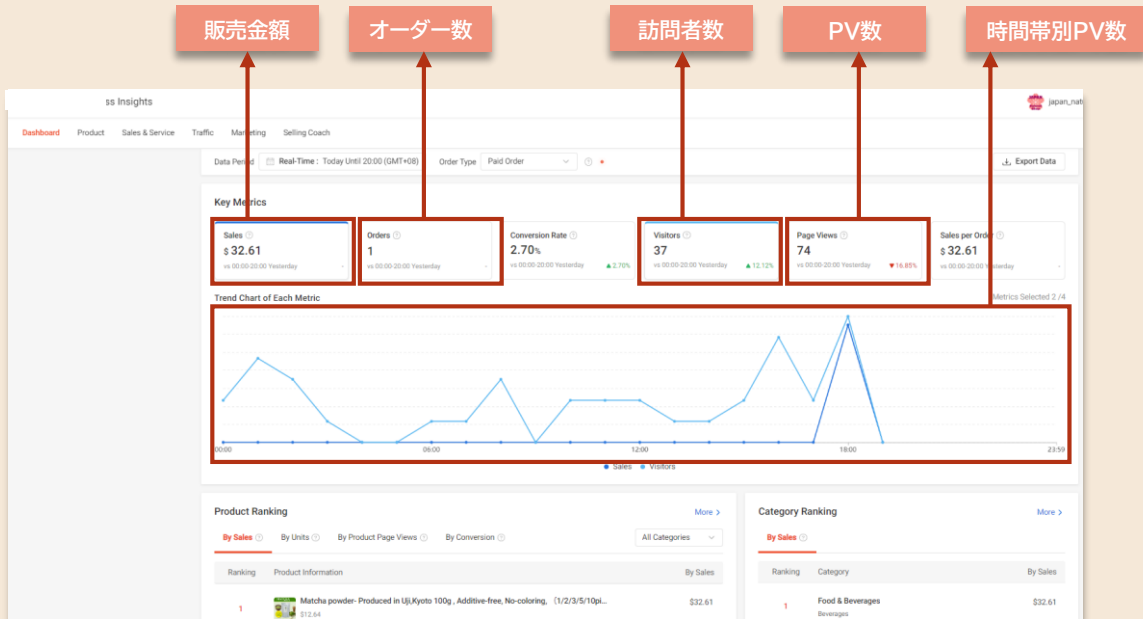 販売金額
オーダー数
訪問者数
PV数
時間帯別PV数
ss Insights
japan_nat
Dashboard Product Sales & Service Traffic Marketing Selling Coach
Data Period Real-Time : Today Until 20:00 (GMT+08) Order Type Paid Order Export Data
Key Metrics
Sales
$ 32.61
vs 00:00-20:00 Yesterday -
Orders
1
vs 00:00-20:00 Yesterday -
Conversion Rate
2.70%
vs 00:00-20:00 Yesterday ▲2.70%
Visitors
37
vs 00:00-20:00 Yesterday ▲12.12%
Page Views
74
vs 00:00-20:00 Yesterday ▼16.85%
Sales per Order
$ 32.61
vs 00:00-20:00 Yesterday -
Trend Chart of Each Metric
Metrics Selected 2 /4
00:00 06:00 12:00 18:00 23:59
Sales Visitors
Product Ranking
More >
By Sales By Units By Product Page Views By Conversion All Categories
Ranking Product Information By Sales
1 Matcha powder- Produced in Uji,Kyoto 100g , Additive-free, No-coloring, 〔1/2/3/5/10pi... $32.61
$12.64
Category Ranking
More >
By Sales
Ranking Category By Sales
1 Food & Beverages $32.61
Beverages